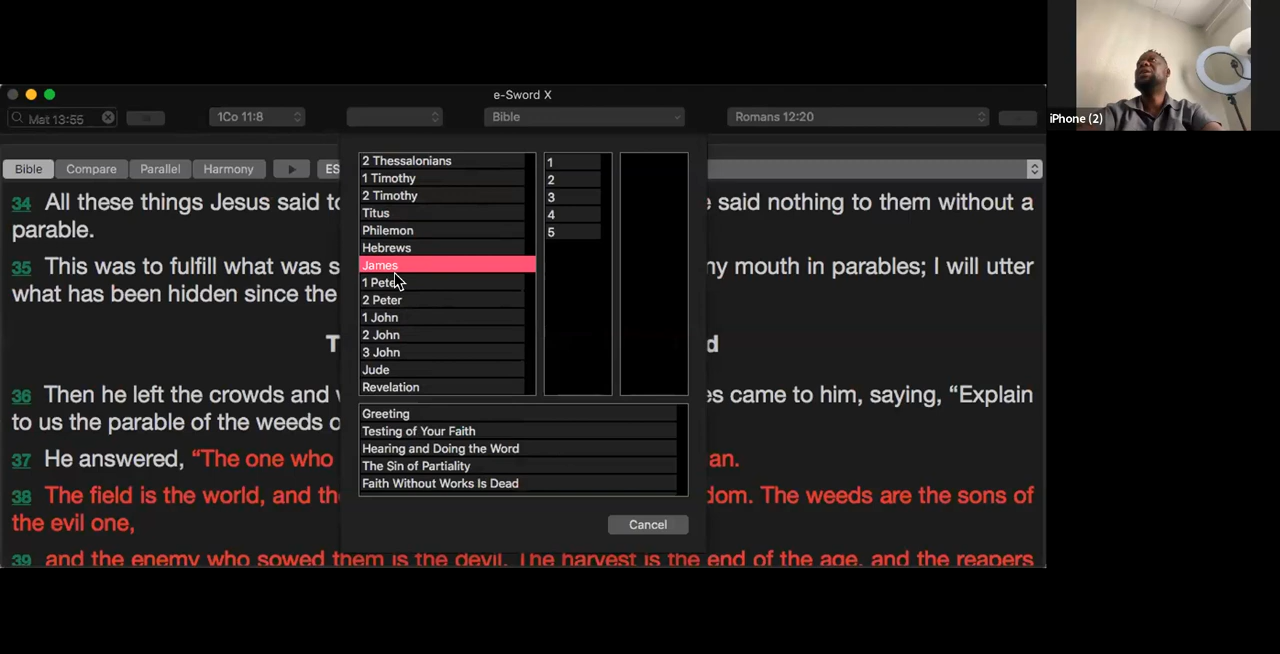 e-Sword X
Mat 13:55
1Co 11:8
Bible
Romans 12:20
iPhone (2)
Bible
Compare
Parallel
Harmony
ES
2 Thessalonians
1 Timothy
2 Timothy
Titus
Philemon
Hebrews
James
1 Pete
2 Peter
1 John
2 John
3 John
Jude
Revelation
1
2
3
4
5
Greeting
Testing of Your Faith
Hearing and Doing the Word
The Sin of Partiality
Faith Without Works Is Dead
Cancel
34 All these things Jesus said to e said nothing to them without a
parable.
35 This was to fulfill what was s ny mouth in parables; I will utter
what has been hidden since the
T d
36 Then he left the crowds and es came to him, saying, “Explain
to us the parable of the weeds o
37 He answered, “The one who an.
38 The field is the world, and the dom. The weeds are the sons of
the evil one,
39 and the enemy who sowed them is the devil. The harvest is the end of the age, and the reapers